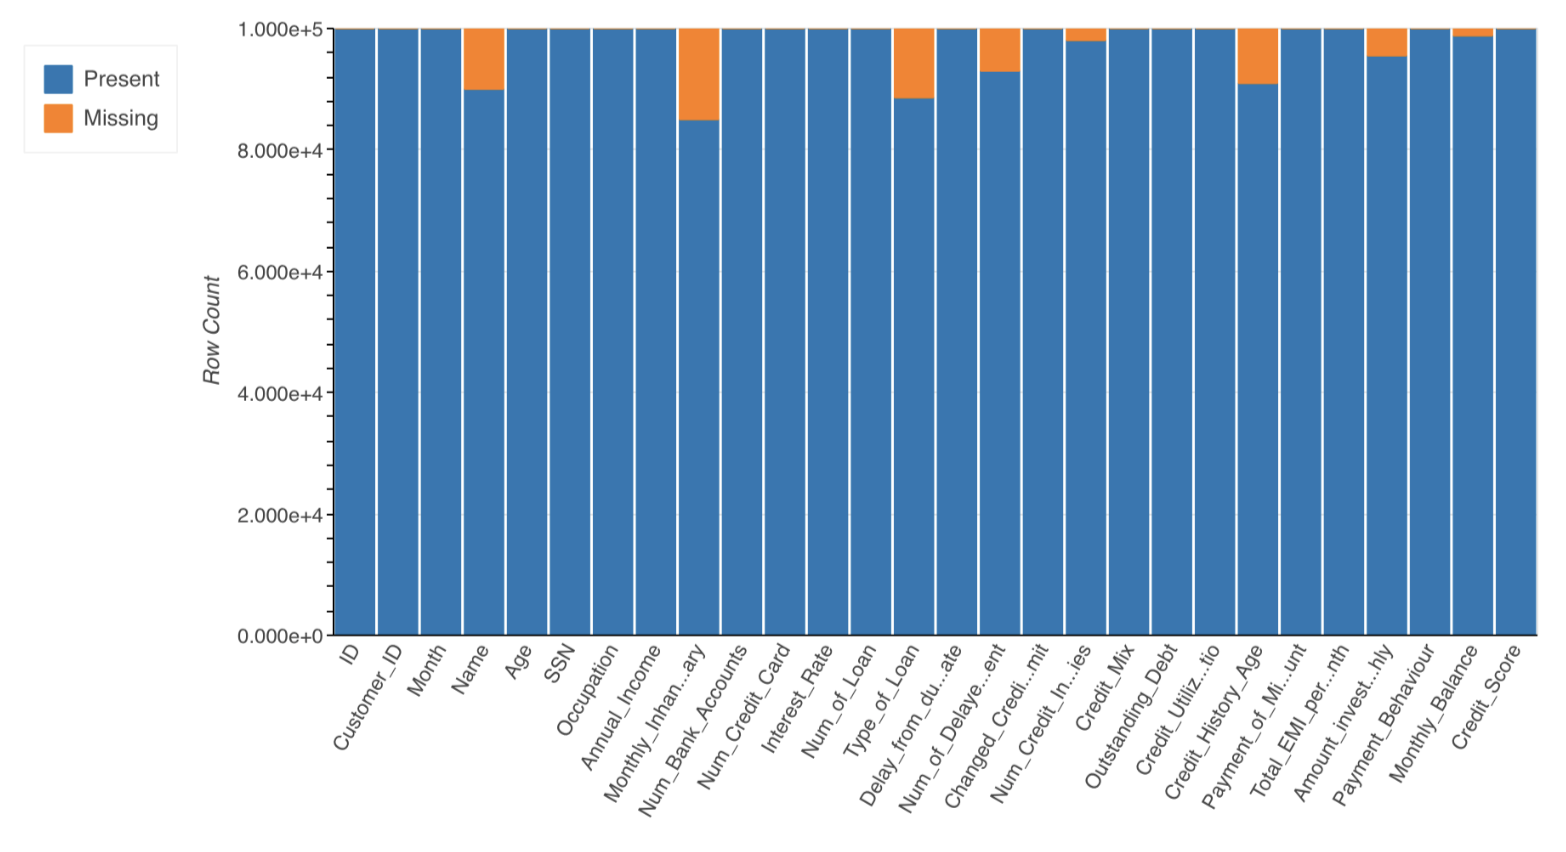 Present
Missing
Row Count
1.000e+5
8.000e+4
6.000e+4
4.000e+4
2.000e+4
0.000e+0
ID
Customer_ID
Month
Name
Age
SSN
Occupation
Annual_Income
Monthly_Inhan...ary
Num_Bank_Accounts
Num_Credit_Card
Interest_Rate
Num_of_Loan
Type_of_Loan
Delay_from_du...ate
Num_of_Delaye...ent
Changed_Credi...mit
Num_Credit_In...ies
Credit_Mix
Outstanding_Debt
Credit_Utiliz...tio
Credit_History_Age
Payment_of_Mi...unt
Total_EMI_per...nth
Amount_invest...hly
Payment_Behaviour
Monthly_Balance
Credit_Score